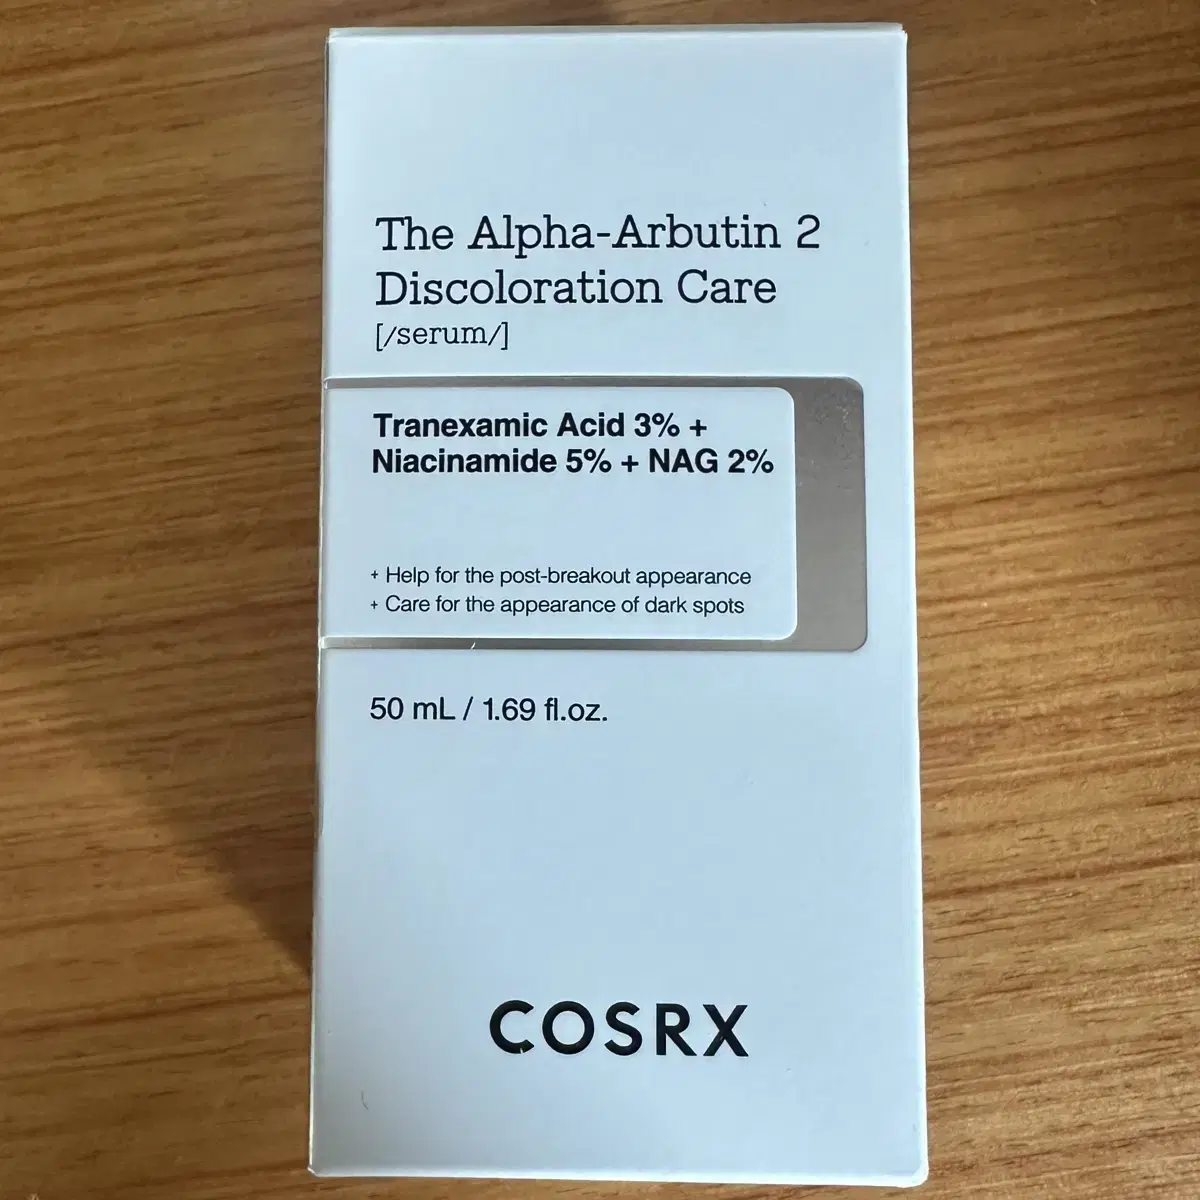 The Alpha-Arbutin 2
Discoloration Care
[/serum/]
Tranexamic Acid 3% +
Niacinamide 5% + NAG 2%
+ Help for the post-breakout appearance
+ Care for the appearance of dark spots
50 mL / 1.69 fl.oz.
COSRX